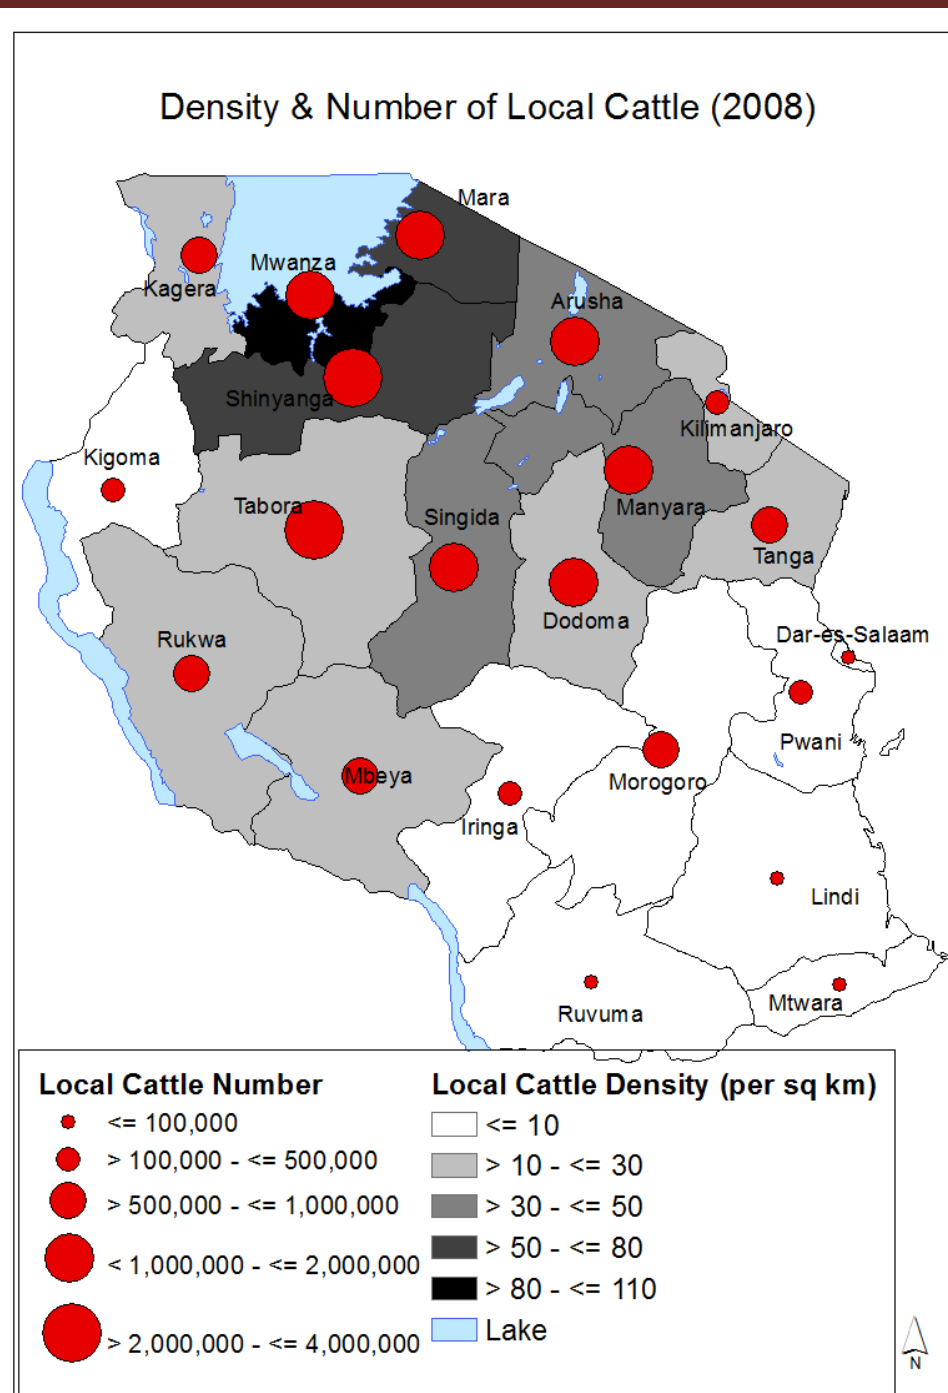 Density & Number of Local Cattle (2008)
Mara
Mwanza
Kagera
Arusha
Shinyanga
Kilimanjaro
Kigoma
Tabora
Singida
Manyara
Tanga
Dodoma
Rukwa
Dar-es-Salaam
Pwani
Mbeya
Morogoro
Iringa
Lindi
Mtwara
Ruvuma
Local Cattle Number
<= 100,000
> 100,000 - <= 500,000
> 500,000 - <= 1,000,000
< 1,000,000 - <= 2,000,000
> 2,000,000 - <= 4,000,000
Local Cattle Density (per sq km)
<= 10
> 10 - <= 30
> 30 - <= 50
> 50 - <= 80
> 80 - <= 110
Lake
N